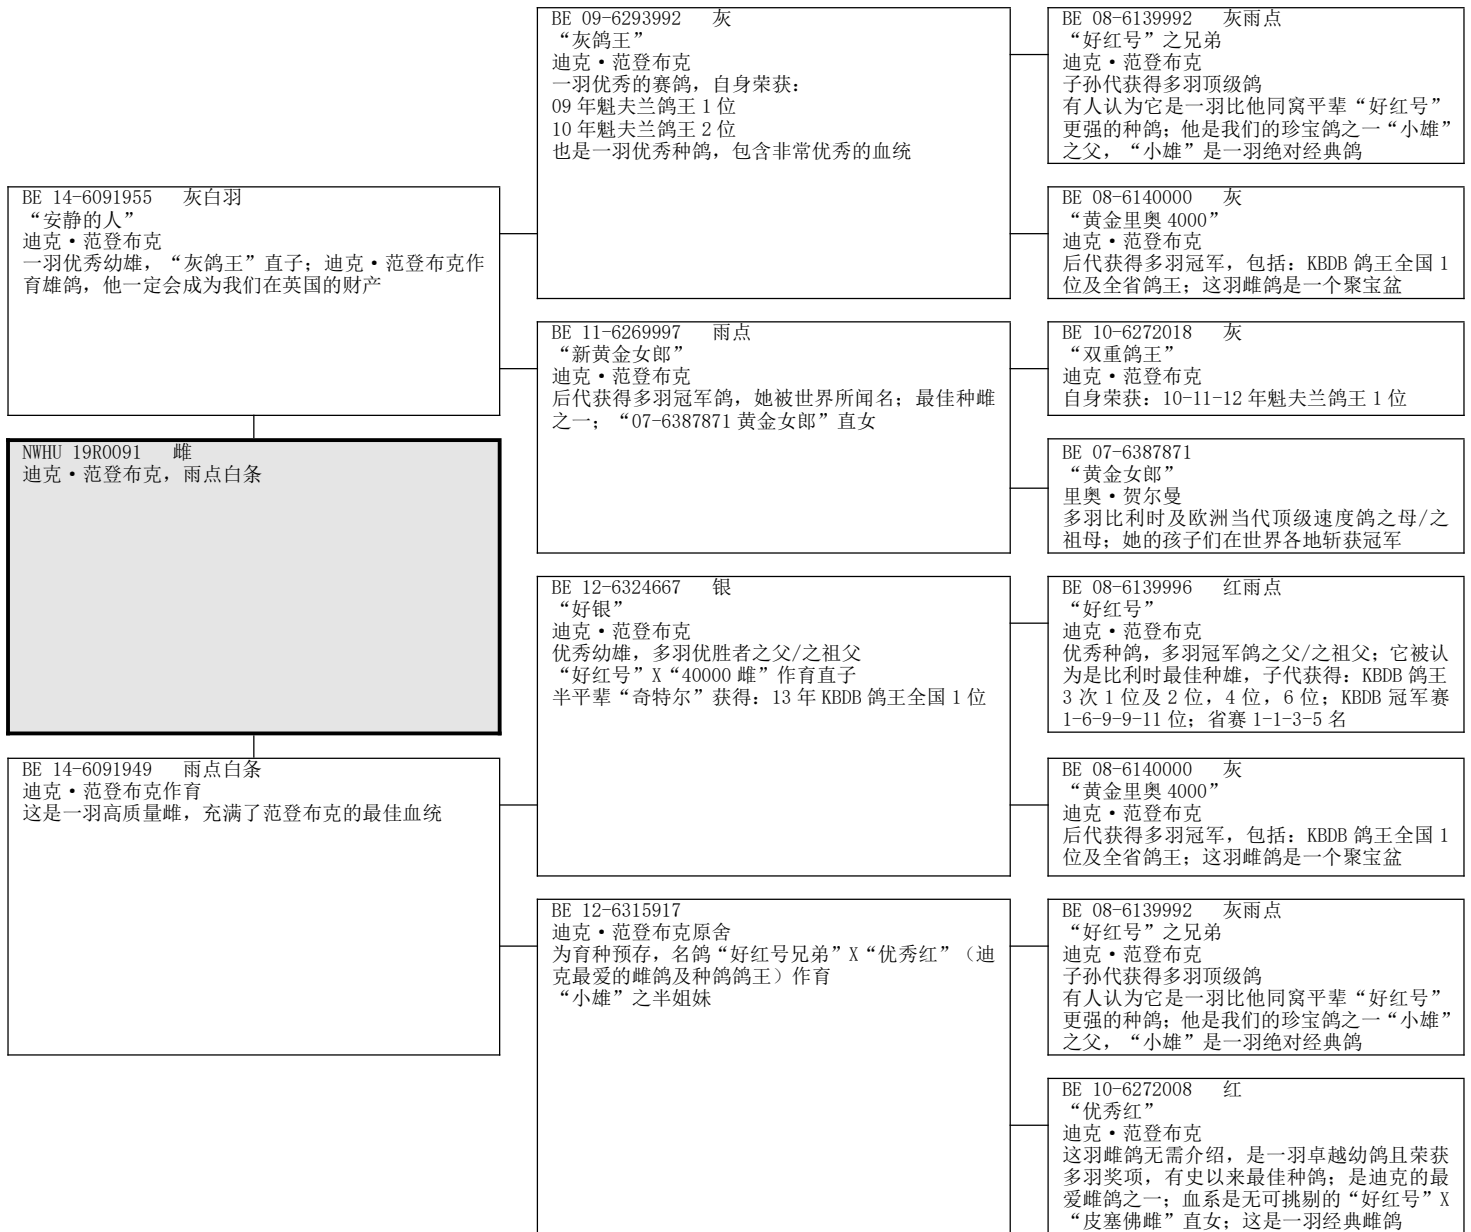 BE 14-6091955 灰白羽
“安静的人”
迪克·范登布克
一羽优秀幼雄，“灰鸽王”直子；迪克·范登布克作
育雄鸽，他一定会成为我们在英国的财产
NWHU 19R0091 雌
迪克·范登布克，雨点白条
BE 14-6091949 雨点白条
迪克·范登布克作育
这是一羽高质量雌，充满了范登布克的最佳血统
BE 09-6293992 灰
“灰鸽王”
迪克·范登布克
一羽优秀的赛鸽，自身荣获：
09 年魁夫兰鸽王 1 位
10 年魁夫兰鸽王 2 位
也是一羽优秀种鸽，包含非常优秀的血统
BE 11-6269997 雨点
“新黄金女郎”
迪克·范登布克
后代获得多羽冠军鸽，她被世界所闻名；最佳种雌
之一；“07-6387871 黄金女郎”直女
BE 12-6324667 银
“好银”
迪克·范登布克
优秀幼雄，多羽优胜者之父/之祖父
“好红号”X“40000 雌”作育直子
半平辈“奇特尔”获得：13 年 KBDB 鸽王全国 1 位
BE 12-6315917
迪克·范登布克原舍
为育种预存，名鸽“好红号兄弟”X“优秀红”（迪
克最爱的雌鸽及种鸽鸽王）作育
“小雄”之半姐妹
BE 08-6139992 灰雨点
“好红号”之兄弟
迪克·范登布克
子孙代获得多羽顶级鸽
有人认为它是一羽比他同窝平辈“好红号”
更强的种鸽；他是我们的珍宝鸽之一“小雄”
之父，“小雄”是一羽绝对经典鸽
BE 08-6140000 灰
“黄金里奥 4000”
迪克·范登布克
后代获得多羽冠军，包括：KBDB 鸽王全国 1
位及全省鸽王；这羽雌鸽是一个聚宝盆
BE 10-6272018 灰
“双重鸽王”
迪克·范登布克
自身荣获：10-11-12 年魁夫兰鸽王 1 位
BE 07-6387871
“黄金女郎”
里奥·贺尔曼
多羽比利时及欧洲当代顶级速度鸽之母/之
祖母；她的孩子们在世界各地斩获冠军
BE 08-6139996 红雨点
“好红号”
迪克·范登布克
优秀种鸽，多羽冠军鸽之父/之祖父；它被认
为是比利时最佳种雄，子代获得：KBDB 鸽王
3 次 1 位及 2 位，4 位，6 位；KBDB 冠军赛
1-6-9-9-11 位；省赛 1-1-3-5 名
BE 08-6140000 灰
“黄金里奥 4000”
迪克·范登布克
后代获得多羽冠军，包括：KBDB 鸽王全国 1
位及全省鸽王；这羽雌鸽是一个聚宝盆
BE 08-6139992 灰雨点
“好红号”之兄弟
迪克·范登布克
子孙代获得多羽顶级鸽
有人认为它是一羽比他同窝平辈“好红号”
更强的种鸽；他是我们的珍宝鸽之一“小雄”
之父，“小雄”是一羽绝对经典鸽
BE 10-6272008 红
“优秀红”
迪克·范登布克
这羽雌鸽无需介绍，是一羽卓越幼鸽且荣获
多羽奖项，有史以来最佳种鸽；是迪克的最
爱雌鸽之一；血系是无可挑剔的“好红号”X
“皮塞佛雌”直女；这是一羽经典雌鸽